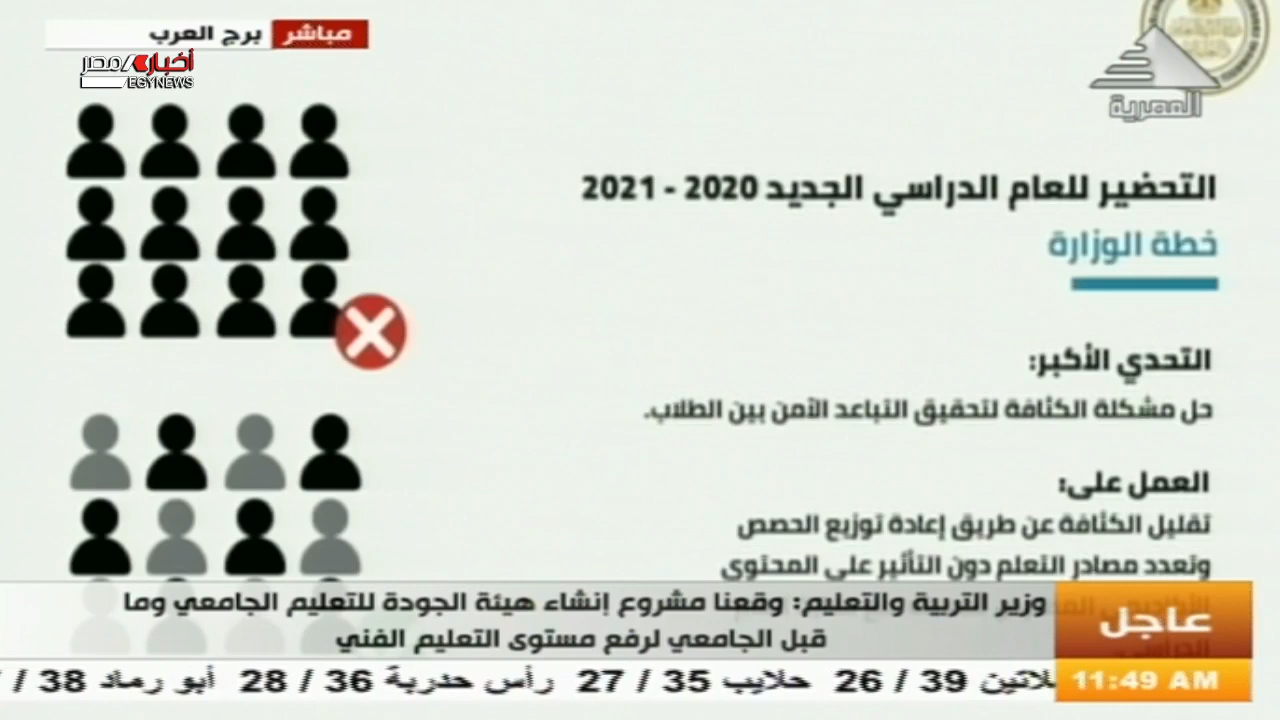 مباشر برج العرب
أخبار مصر
EGYNEWS
المصرية
التحضير للعام الدراسي الجديد 2020 - 2021
خطة الوزارة
التحدي الأكبر:
حل مشكلة الكثافة لتحقيق التباعد الآمن بين الطلاب.
العمل على:
تقليل الكثافة عن طريق إعادة توزيع الحصص
وتعدد مصادر التعلم دون التأثير على المحتوى
عاجل
وزير التربية والتعليم: وقعنا مشروع إنشاء هيئة الجودة للتعليم الجامعي وما
قبل الجامعي لرفع مستوى التعليم الفني
11:49 AM
لاتين 39 / 26 حلايب 35 / 27 رأس حدربة 36 / 28 أبو رماد 38 /